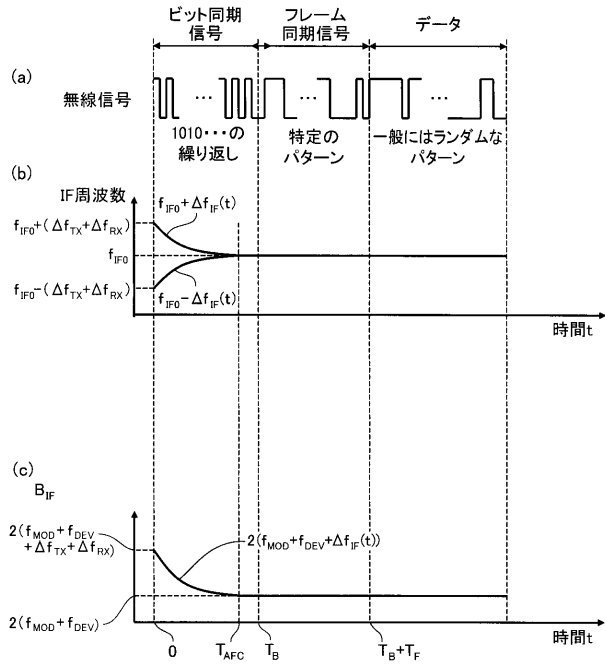 ビット同期
信号
フレーム
同期信号
データ
(a)
無線信号
1010・・・の
繰り返し
特定の
パターン
一般にはランダムな
パターン
(b)
IF周波数
f_IF0+(Δf_TX+Δf_RX)
f_IF0
f_IF0−(Δf_TX+Δf_RX)
f_IF0+Δf_IF(t)
f_IF0−Δf_IF(t)
時間t
(c)
B_IF
2(f_MOD+f_DEV
+Δf_TX+Δf_RX)
2(f_MOD+f_DEV+Δf_IF(t))
2(f_MOD+f_DEV)
時間t
0
T_AFC
T_B
T_B+T_F